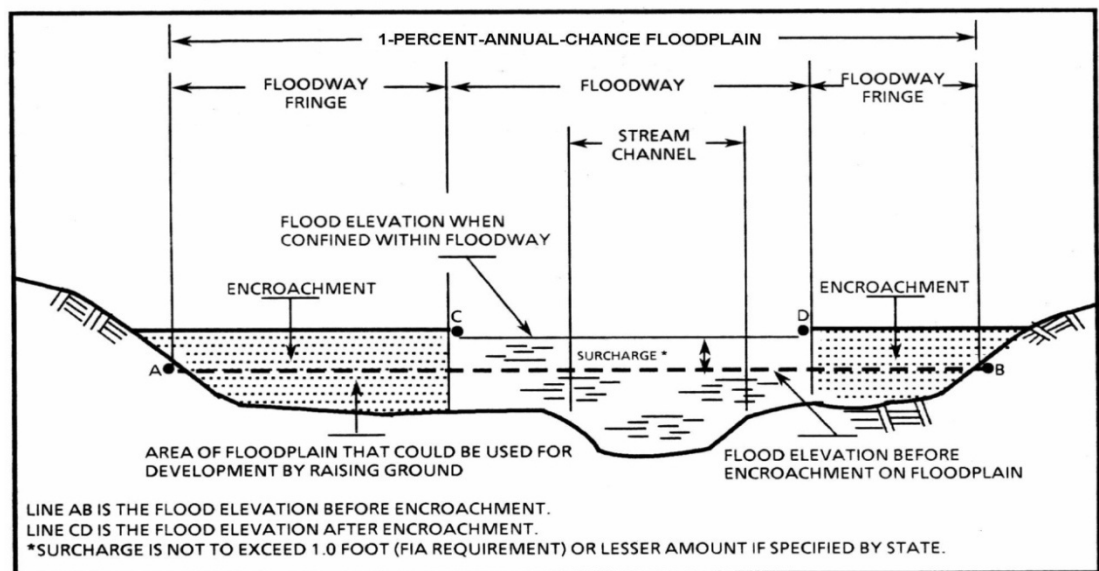 1-PERCENT-ANNUAL-CHANCE FLOODPLAIN
FLOODWAY
FRINGE
FLOODWAY
FLOODWAY
FRINGE
STREAM
CHANNEL
FLOOD ELEVATION WHEN
CONFINED WITHIN FLOODWAY
ENCROACHMENT
ENCROACHMENT
C
D
SURCHARGE *
A
B
AREA OF FLOODPLAIN THAT COULD BE USED FOR
DEVELOPMENT BY RAISING GROUND
FLOOD ELEVATION BEFORE
ENCROACHMENT ON FLOODPLAIN
LINE AB IS THE FLOOD ELEVATION BEFORE ENCROACHMENT.
LINE CD IS THE FLOOD ELEVATION AFTER ENCROACHMENT.
*SURCHARGE IS NOT TO EXCEED 1.0 FOOT (FIA REQUIREMENT) OR LESSER AMOUNT IF SPECIFIED BY STATE.